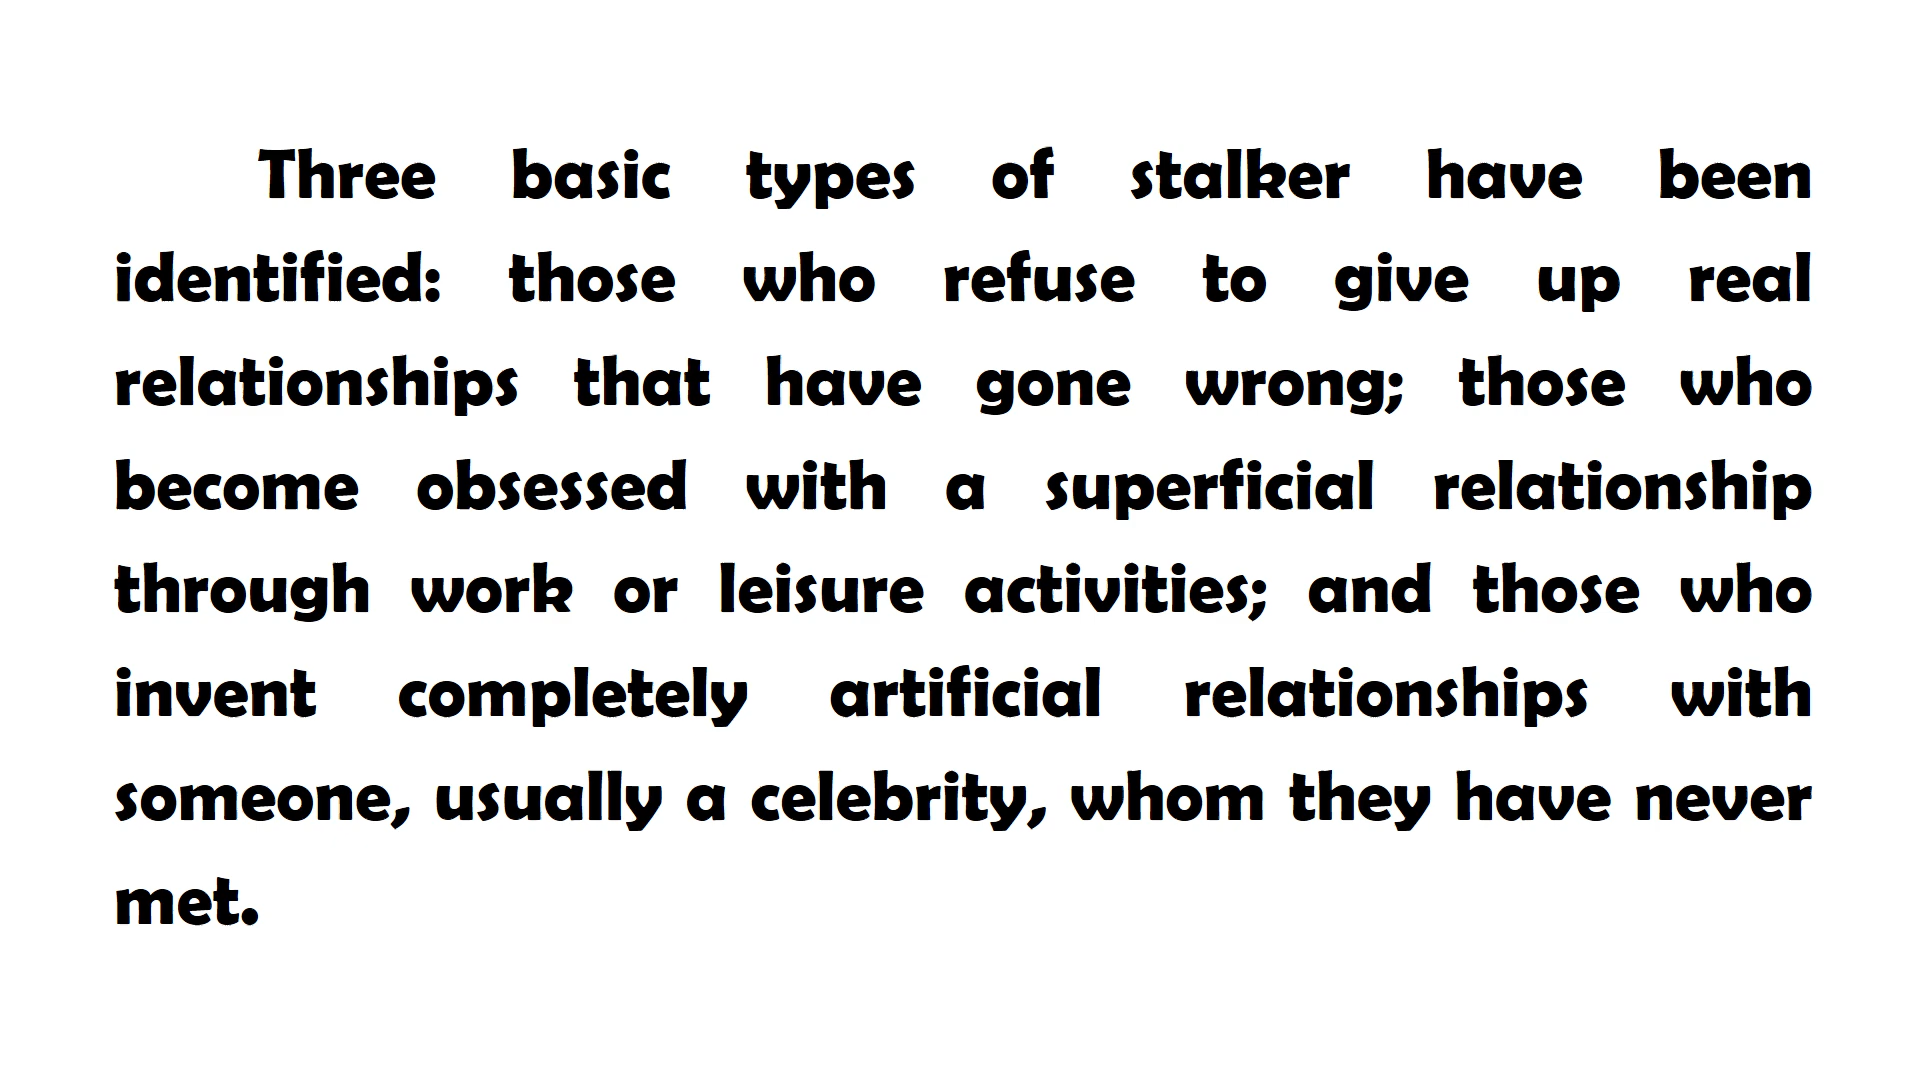 Three basic types of stalker have been
identified: those who refuse to give up real
relationships that have gone wrong; those who
become obsessed with a superficial relationship
through work or leisure activities; and those who
invent completely artificial relationships with
someone, usually a celebrity, whom they have never
met.